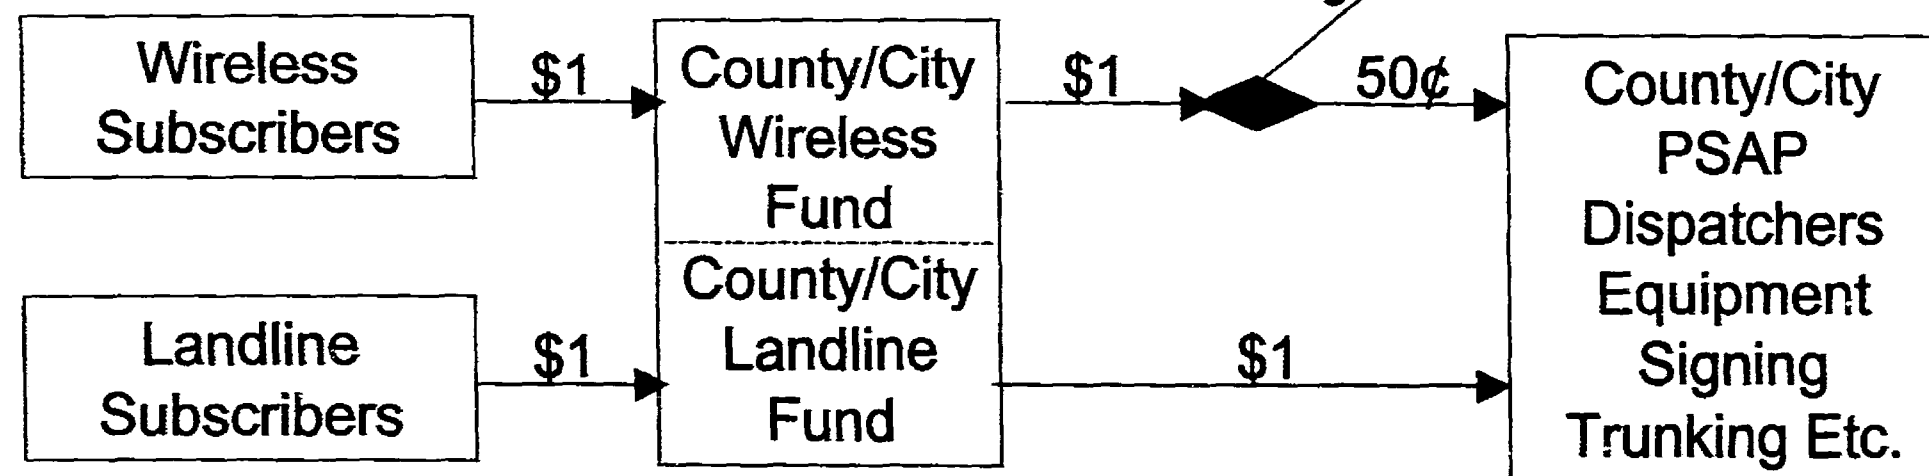 Wireless
Subscribers
$1
County/City
Wireless
Fund
$1
50¢
County/City
PSAP
Dispatchers
Equipment
Signing
Trunking Etc.
Landline
Subscribers
$1
County/City
Landline
Fund
$1